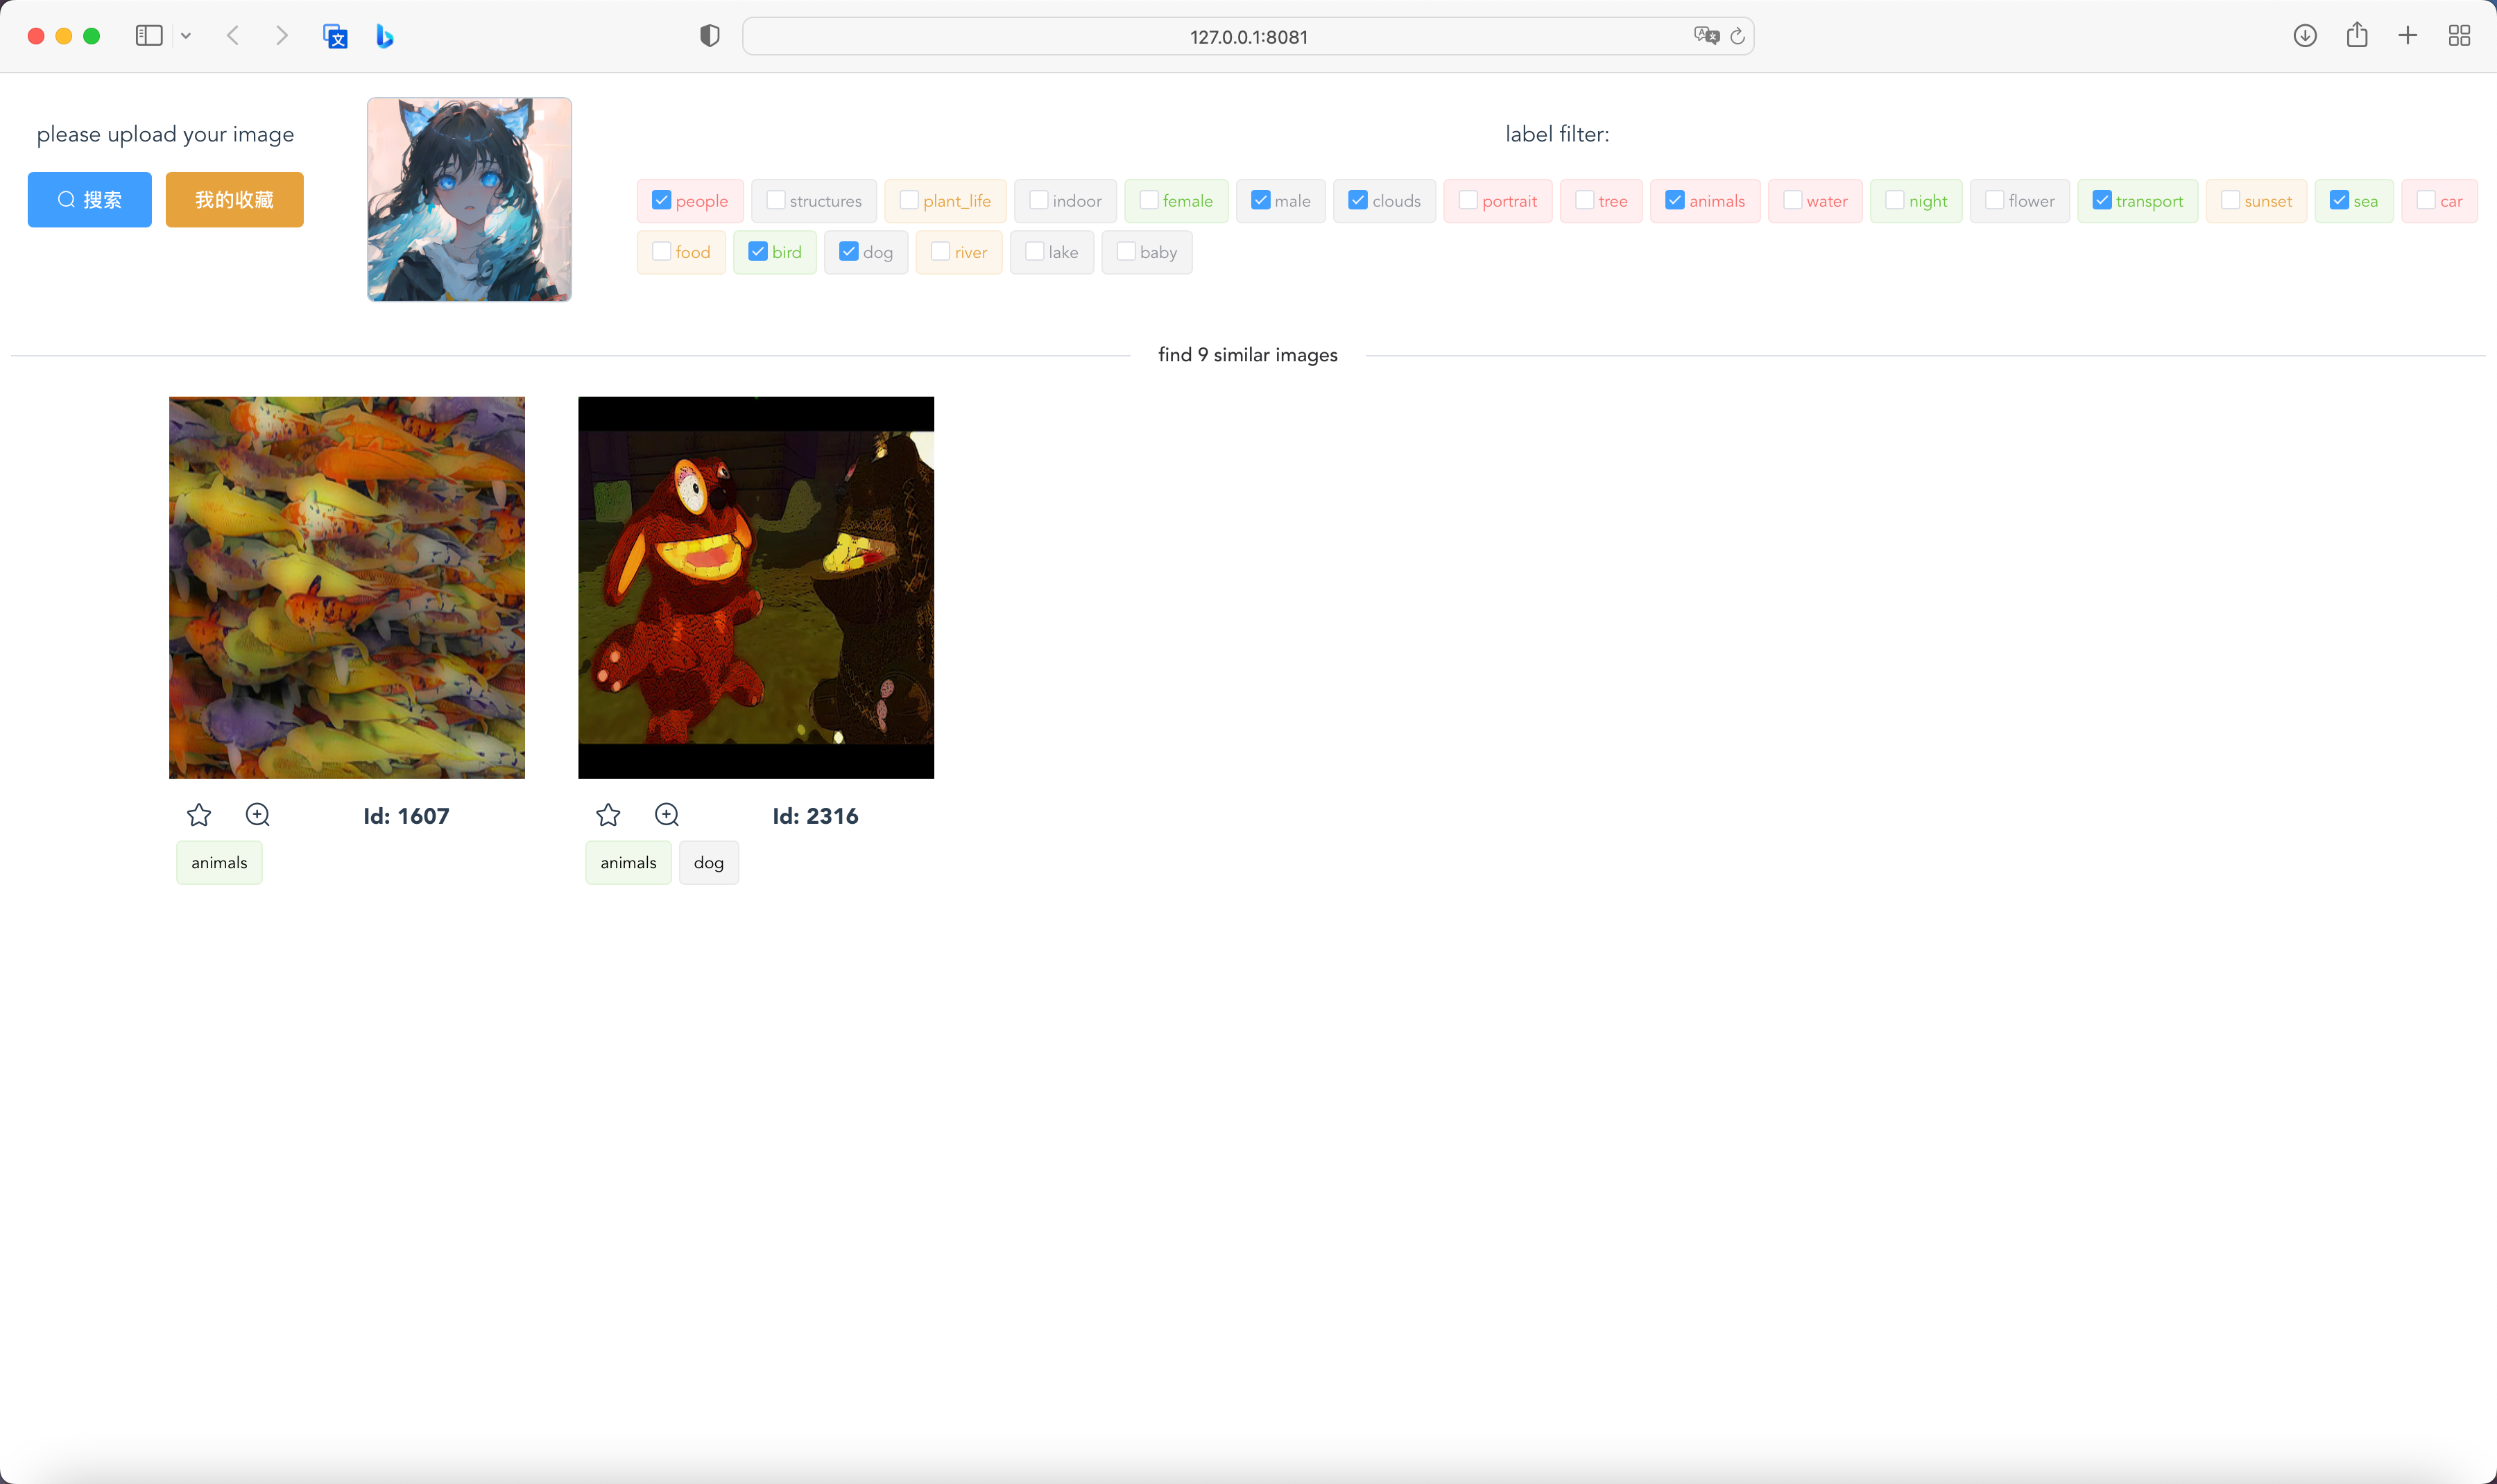 127.0.0.1:8081
please upload your image
label filter:
搜索 我的收藏
people structures plant_life indoor female male clouds portrait tree animals water night flower transport sunset sea car
food bird dog river lake baby
find 9 similar images
Id: 1607
animals
Id: 2316
animals dog